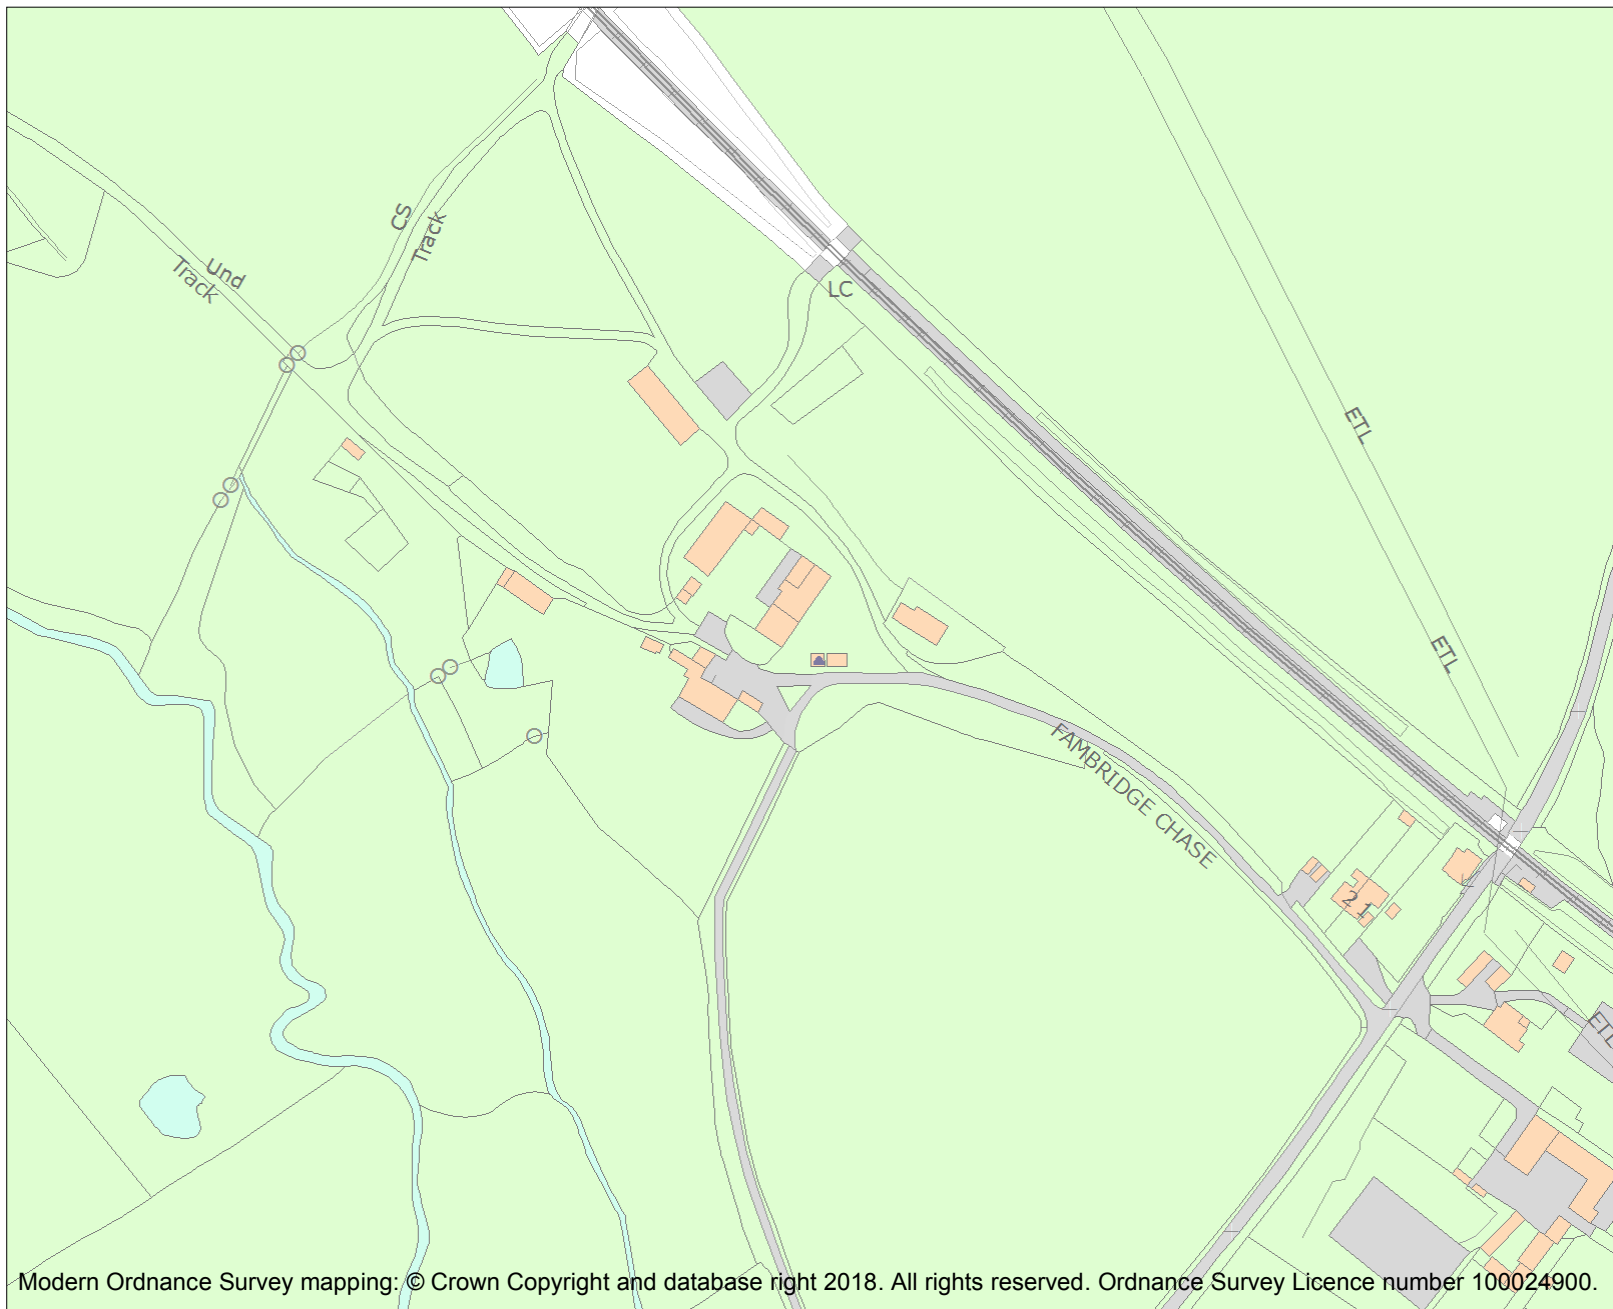 CS
Track
Und
Track
LC
ETL
ETL
FAMBRIDGE CHASE
2 1
ETL
Modern Ordnance Survey mapping: © Crown Copyright and database right 2018. All rights reserved. Ordnance Survey Licence number 100024900.